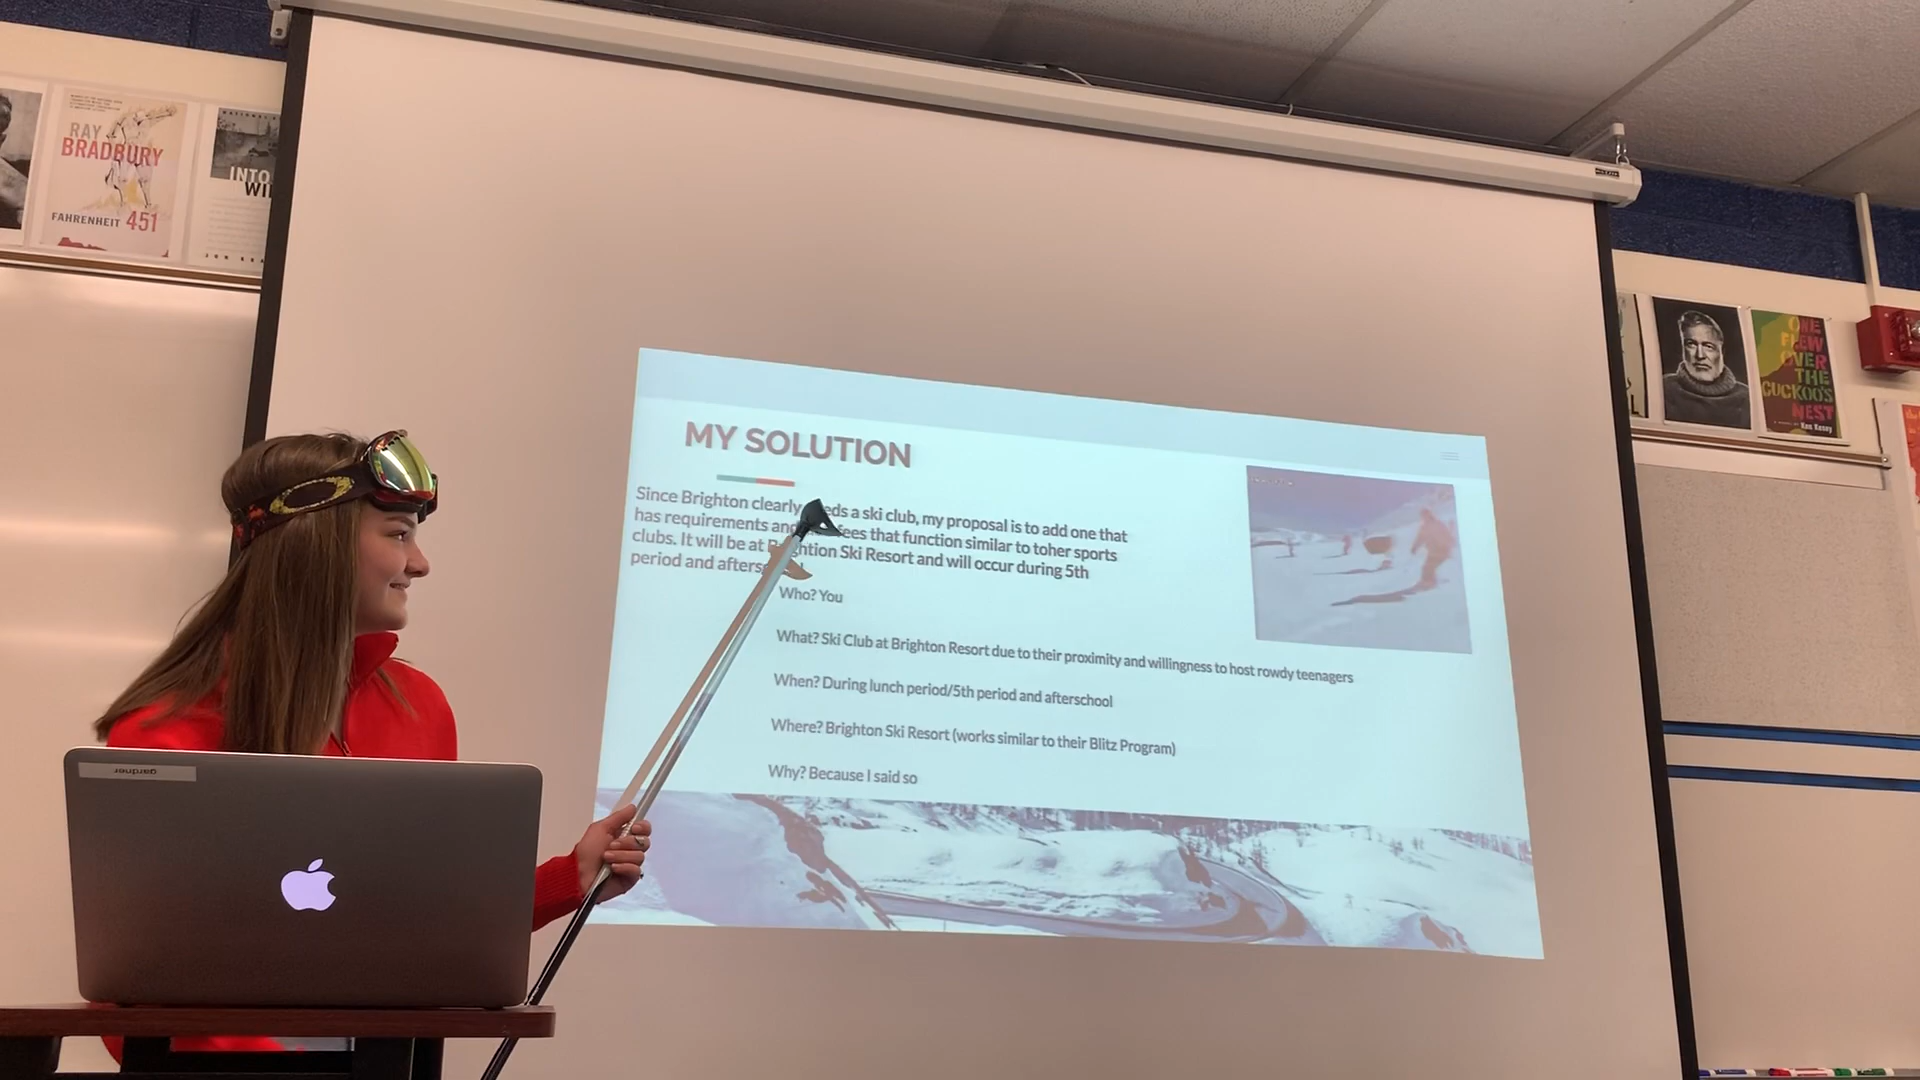 RAY
BRADBURY
FAHRENHEIT 451
INTO
WI
MY SOLUTION
Since Brighton clearly eds a ski club, my proposal is to add one that
has requirements and fees that function similar to toher sports
clubs. It will be at Brightion Ski Resort and will occur during 5th
period and aftersc
Who? You
What? Ski Club at Brighton Resort due to their proximity and willingness to host rowdy teenagers
When? During lunch period/5th period and afterschool
Where? Brighton Ski Resort (works similar to their Blitz Program)
Why? Because I said so
ONE
FLEW
OVER
THE
CUCKOO'S
NEST
Ken Kesey
gardner